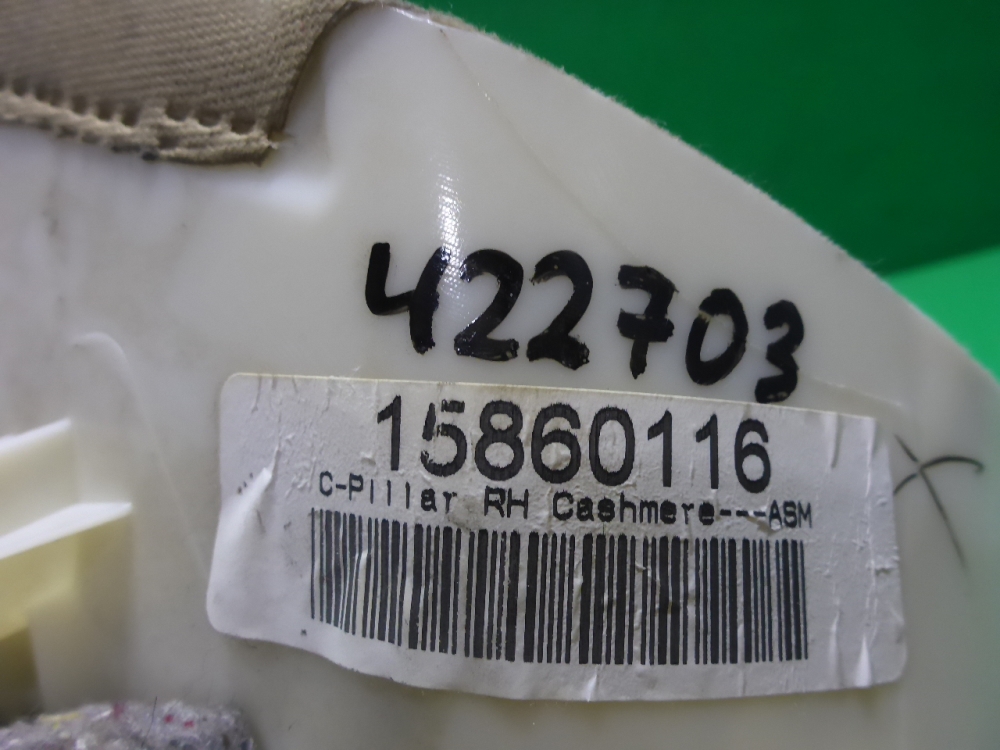 422703
15860116
C-Pillar RH Cashmere---ASM